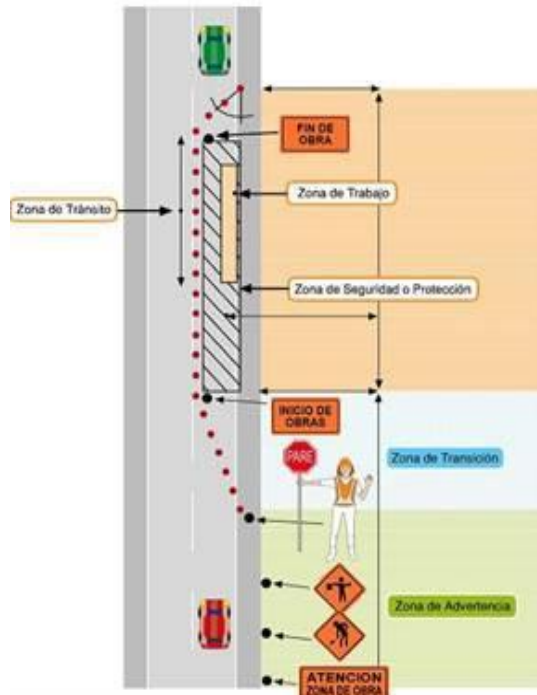 FIN DE
OBRA
Zona de Trabajo
Zona de Trànsito
Zona de Seguridad o Protección
INICIO DE
OBRAS
PARE
Zona de Transición
Zona de Advertencia
ATENCION
ZONA DE OBRA